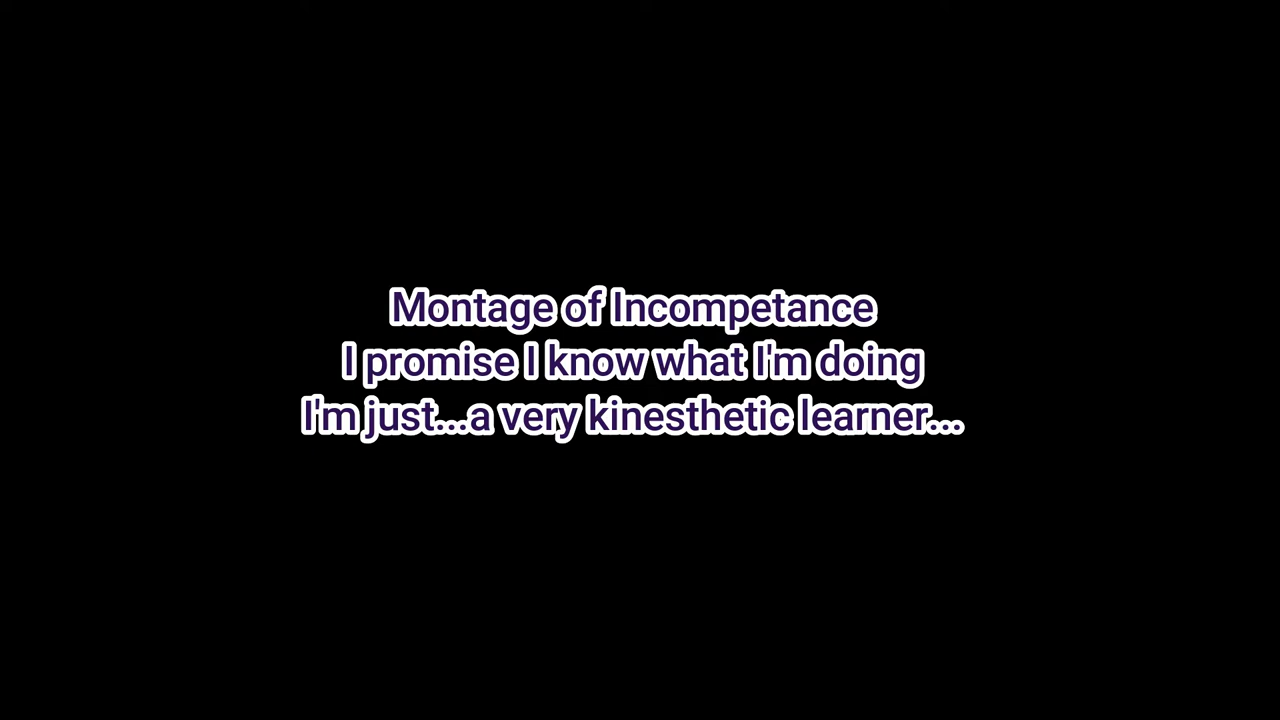 Montage of Incompetance
I promise I know what I'm doing
I'm just...a very kinesthetic learner...